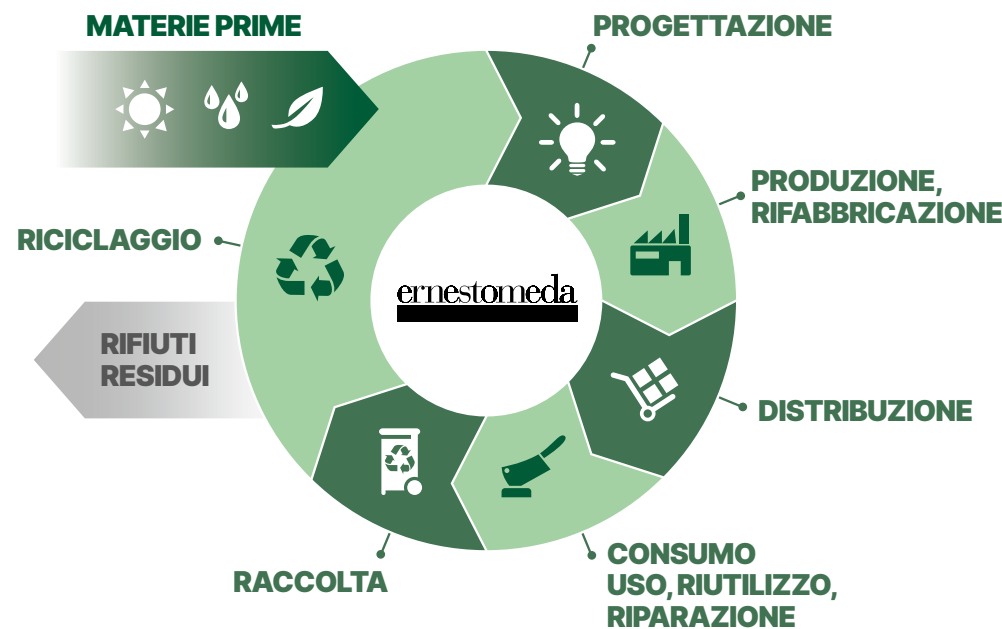 MATERIE PRIME
PROGETTAZIONE
PRODUZIONE,
RIFABBRICAZIONE
RICICLAGGIO
ernestomeda
RIFIUTI
RESIDUI
DISTRIBUZIONE
CONSUMO
USO, RIUTILIZZO,
RIPARAZIONE
RACCOLTA